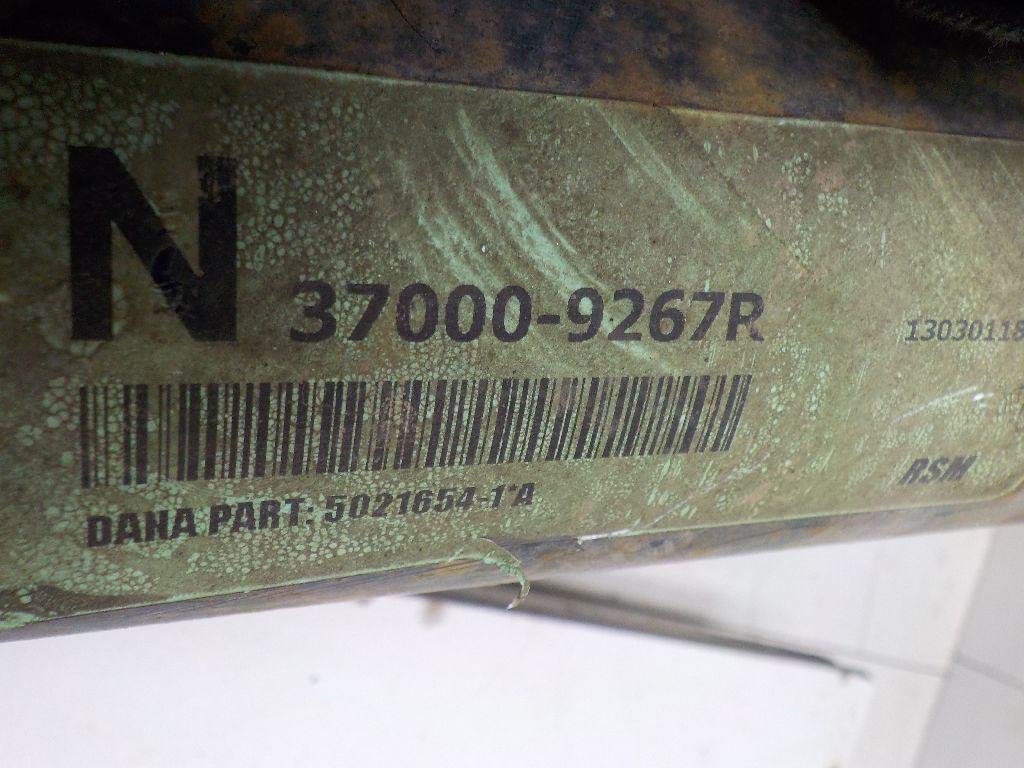 N
37000-9267R
13030118
DANA PART: 5021654-1*A
RSM